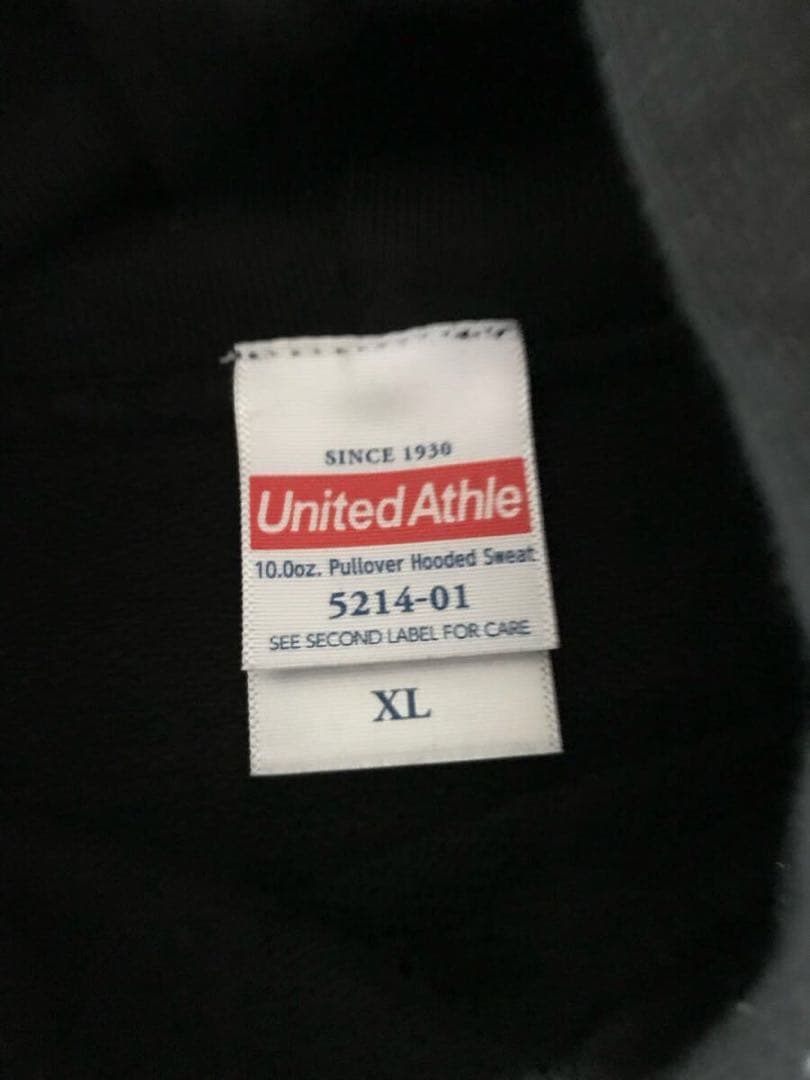 SINCE 1930
United Athle
10.0oz. Pullover Hooded Sweat
5214-01
SEE SECOND LABEL FOR CARE
XL